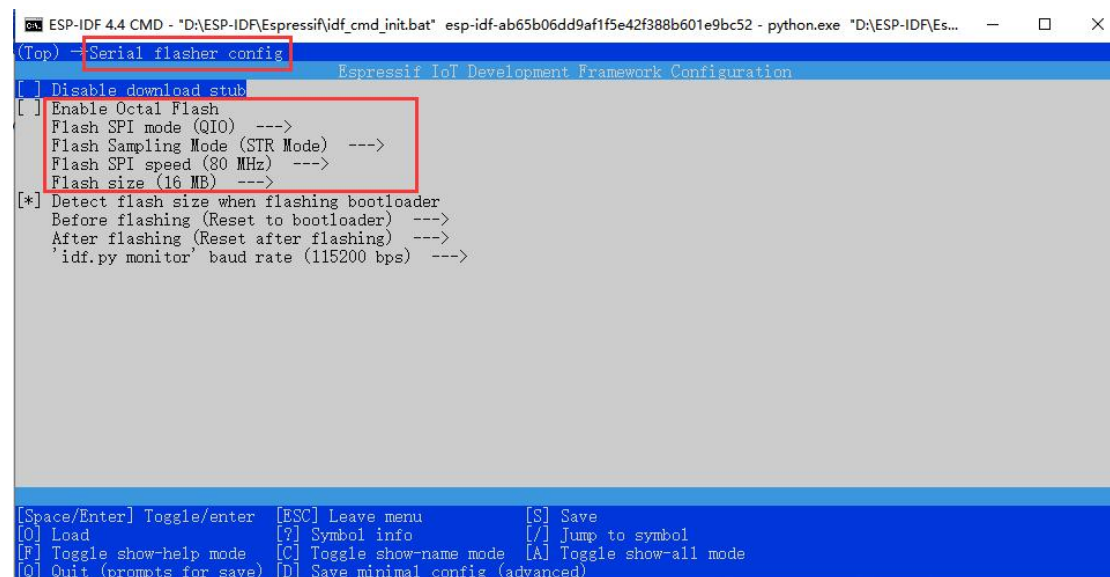 ESP-IDF 4.4 CMD - "D:\ESP-IDF\Espressif\idf_cmd_init.bat" esp-idf-ab65b06dd9af1f5e42f388b601e9bc52 - python.exe "D:\ESP-IDF\Es...
(Top) → Serial flasher config
Espressif IoT Development Framework Configuration
[ ] Disable download stub
[ ] Enable Octal Flash
Flash SPI mode (QIO) --->
Flash Sampling Mode (STR Mode) --->
Flash SPI speed (80 MHz) --->
Flash size (16 MB) --->
[*] Detect flash size when flashing bootloader
Before flashing (Reset to bootloader) --->
After flashing (Reset after flashing) --->
'idf.py monitor' baud rate (115200 bps) --->
[Space/Enter] Toggle/enter [ESC] Leave menu [S] Save
[O] Load [?] Symbol info [/] Jump to symbol
[F] Toggle show-help mode [C] Toggle show-name mode [A] Toggle show-all mode
[Q] Quit (prompts for save) [D] Save minimal config (advanced)